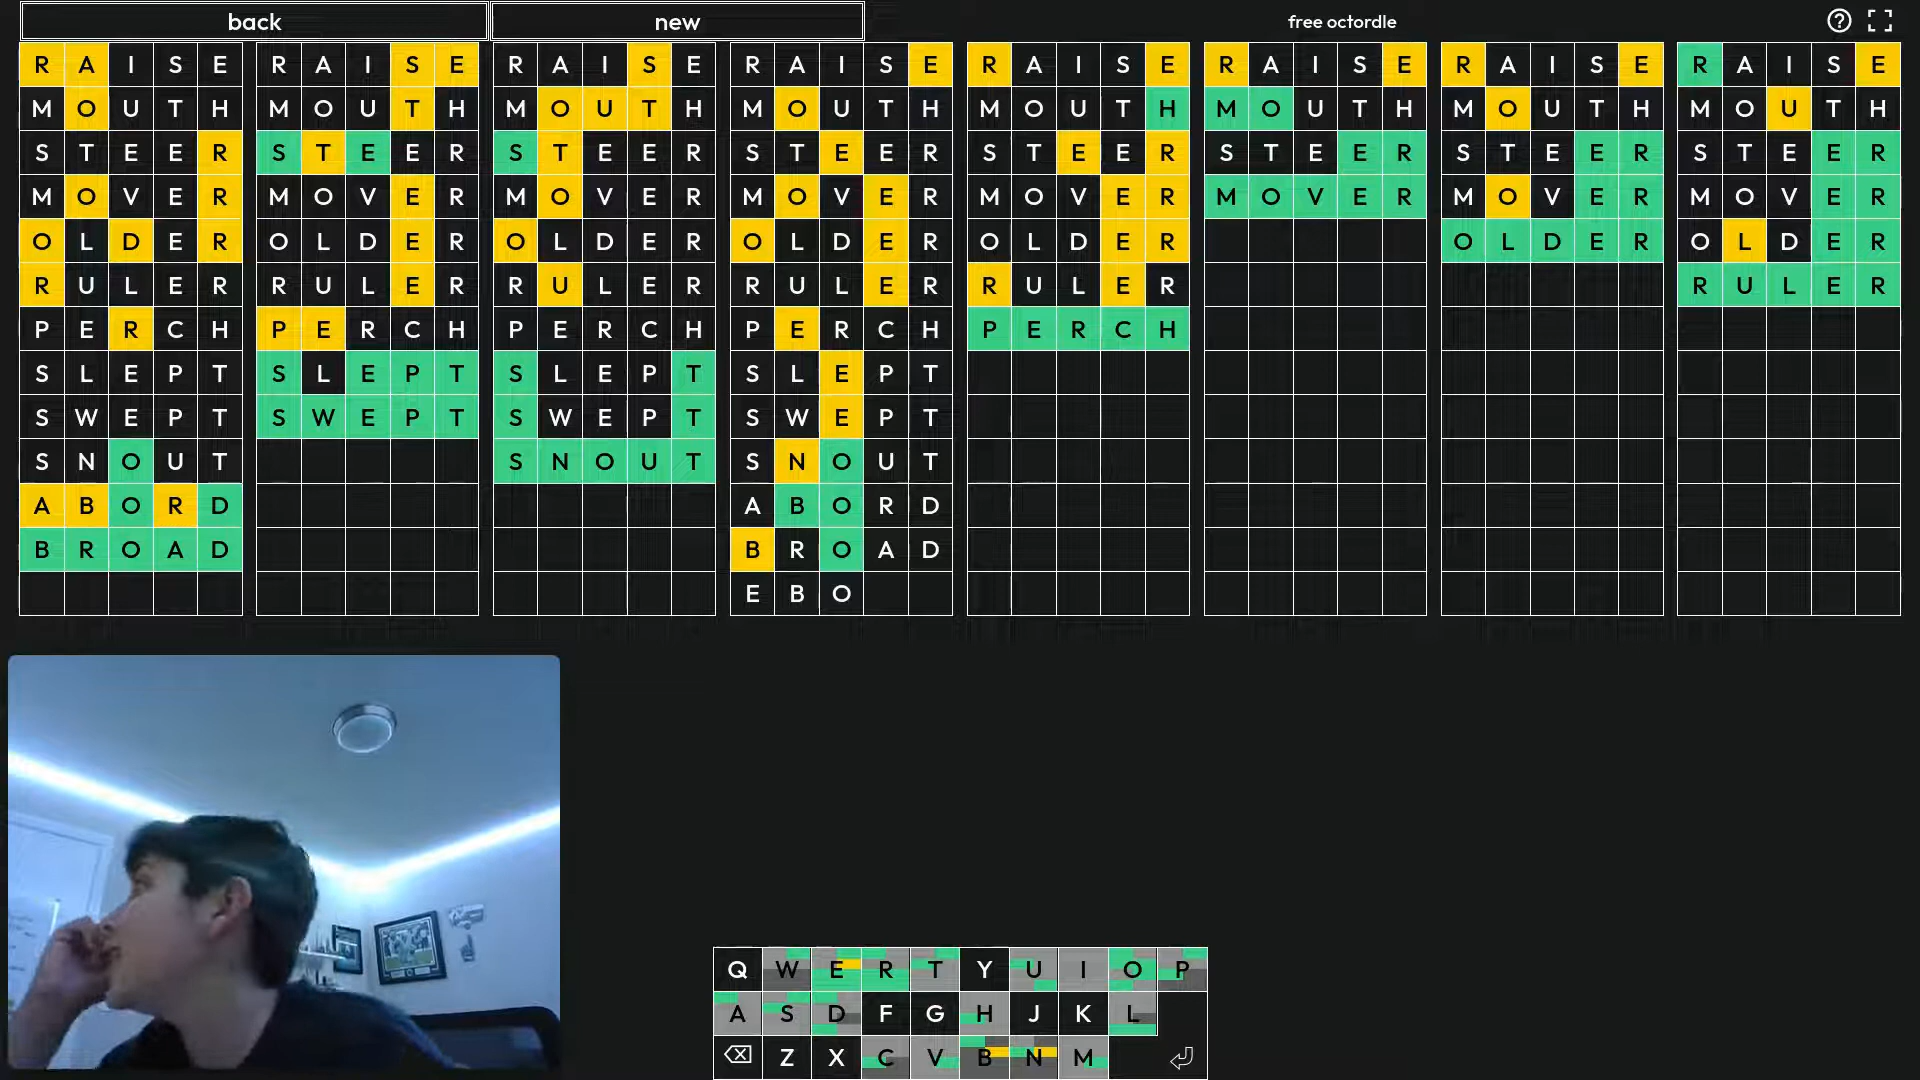 back new free octordle
RAISE RAISE RAISE RAISE RAISE RAISE RAISE RAISE
MOUTH MOUTH MOUTH MOUTH MOUTH MOUTH MOUTH MOUTH
STEER STEER STEER STEER STEER STEER STEER STEER
MOVER MOVER MOVER MOVER MOVER MOVER MOVER MOVER
OLDER OLDER OLDER OLDER OLDER OLDER OLDER
RULER RULER RULER RULER RULER RULER
PERCH PERCH PERCH PERCH PERCH
SLEPT SLEPT SLEPT SLEPT
SWEPT SWEPT SWEPT SWEPT
SNOUT SNOUT SNOUT
ABORD ABORD
BROAD BROAD
EBO
Q W E R T Y U I O P
A S D F G H J K L
Z X C V B N M